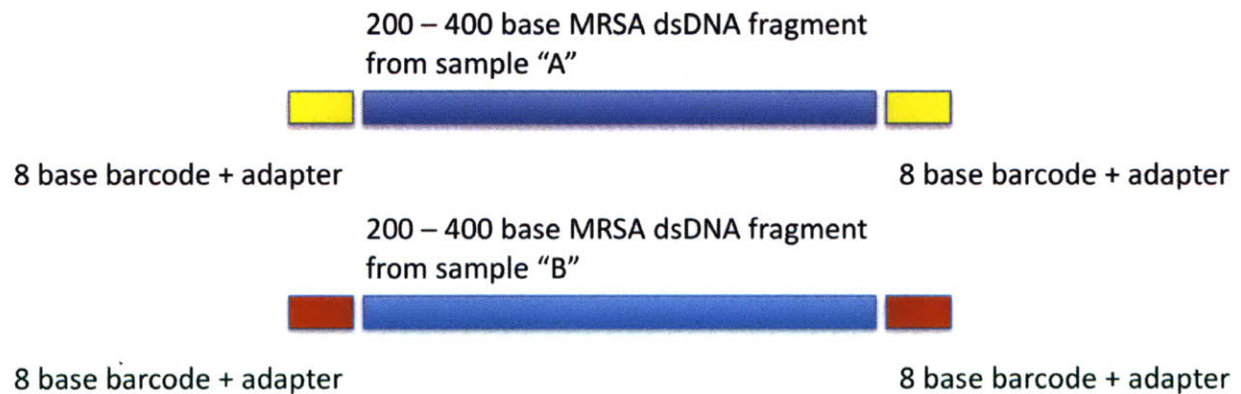 200 – 400 base MRSA dsDNA fragment
from sample “A”
8 base barcode + adapter
8 base barcode + adapter
200 – 400 base MRSA dsDNA fragment
from sample “B”
8 base barcode + adapter
8 base barcode + adapter